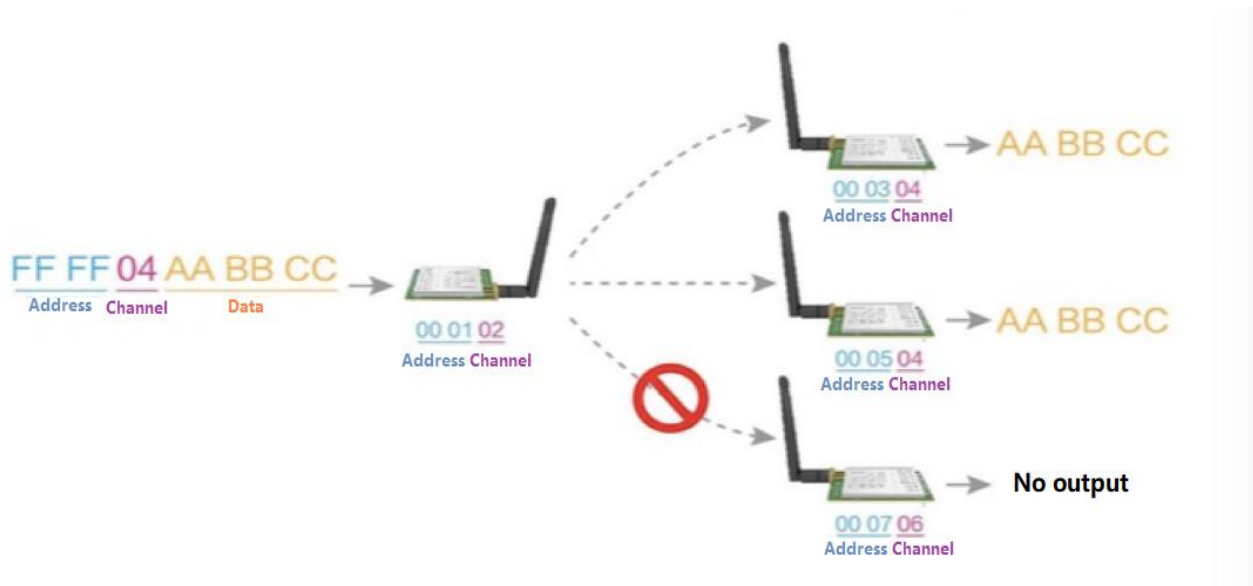 FF FF 04 AA BB CC
Address Channel Data
00 01 02
Address Channel
AA BB CC
00 03 04
Address Channel
AA BB CC
00 05 04
Address Channel
No output
00 07 06
Address Channel